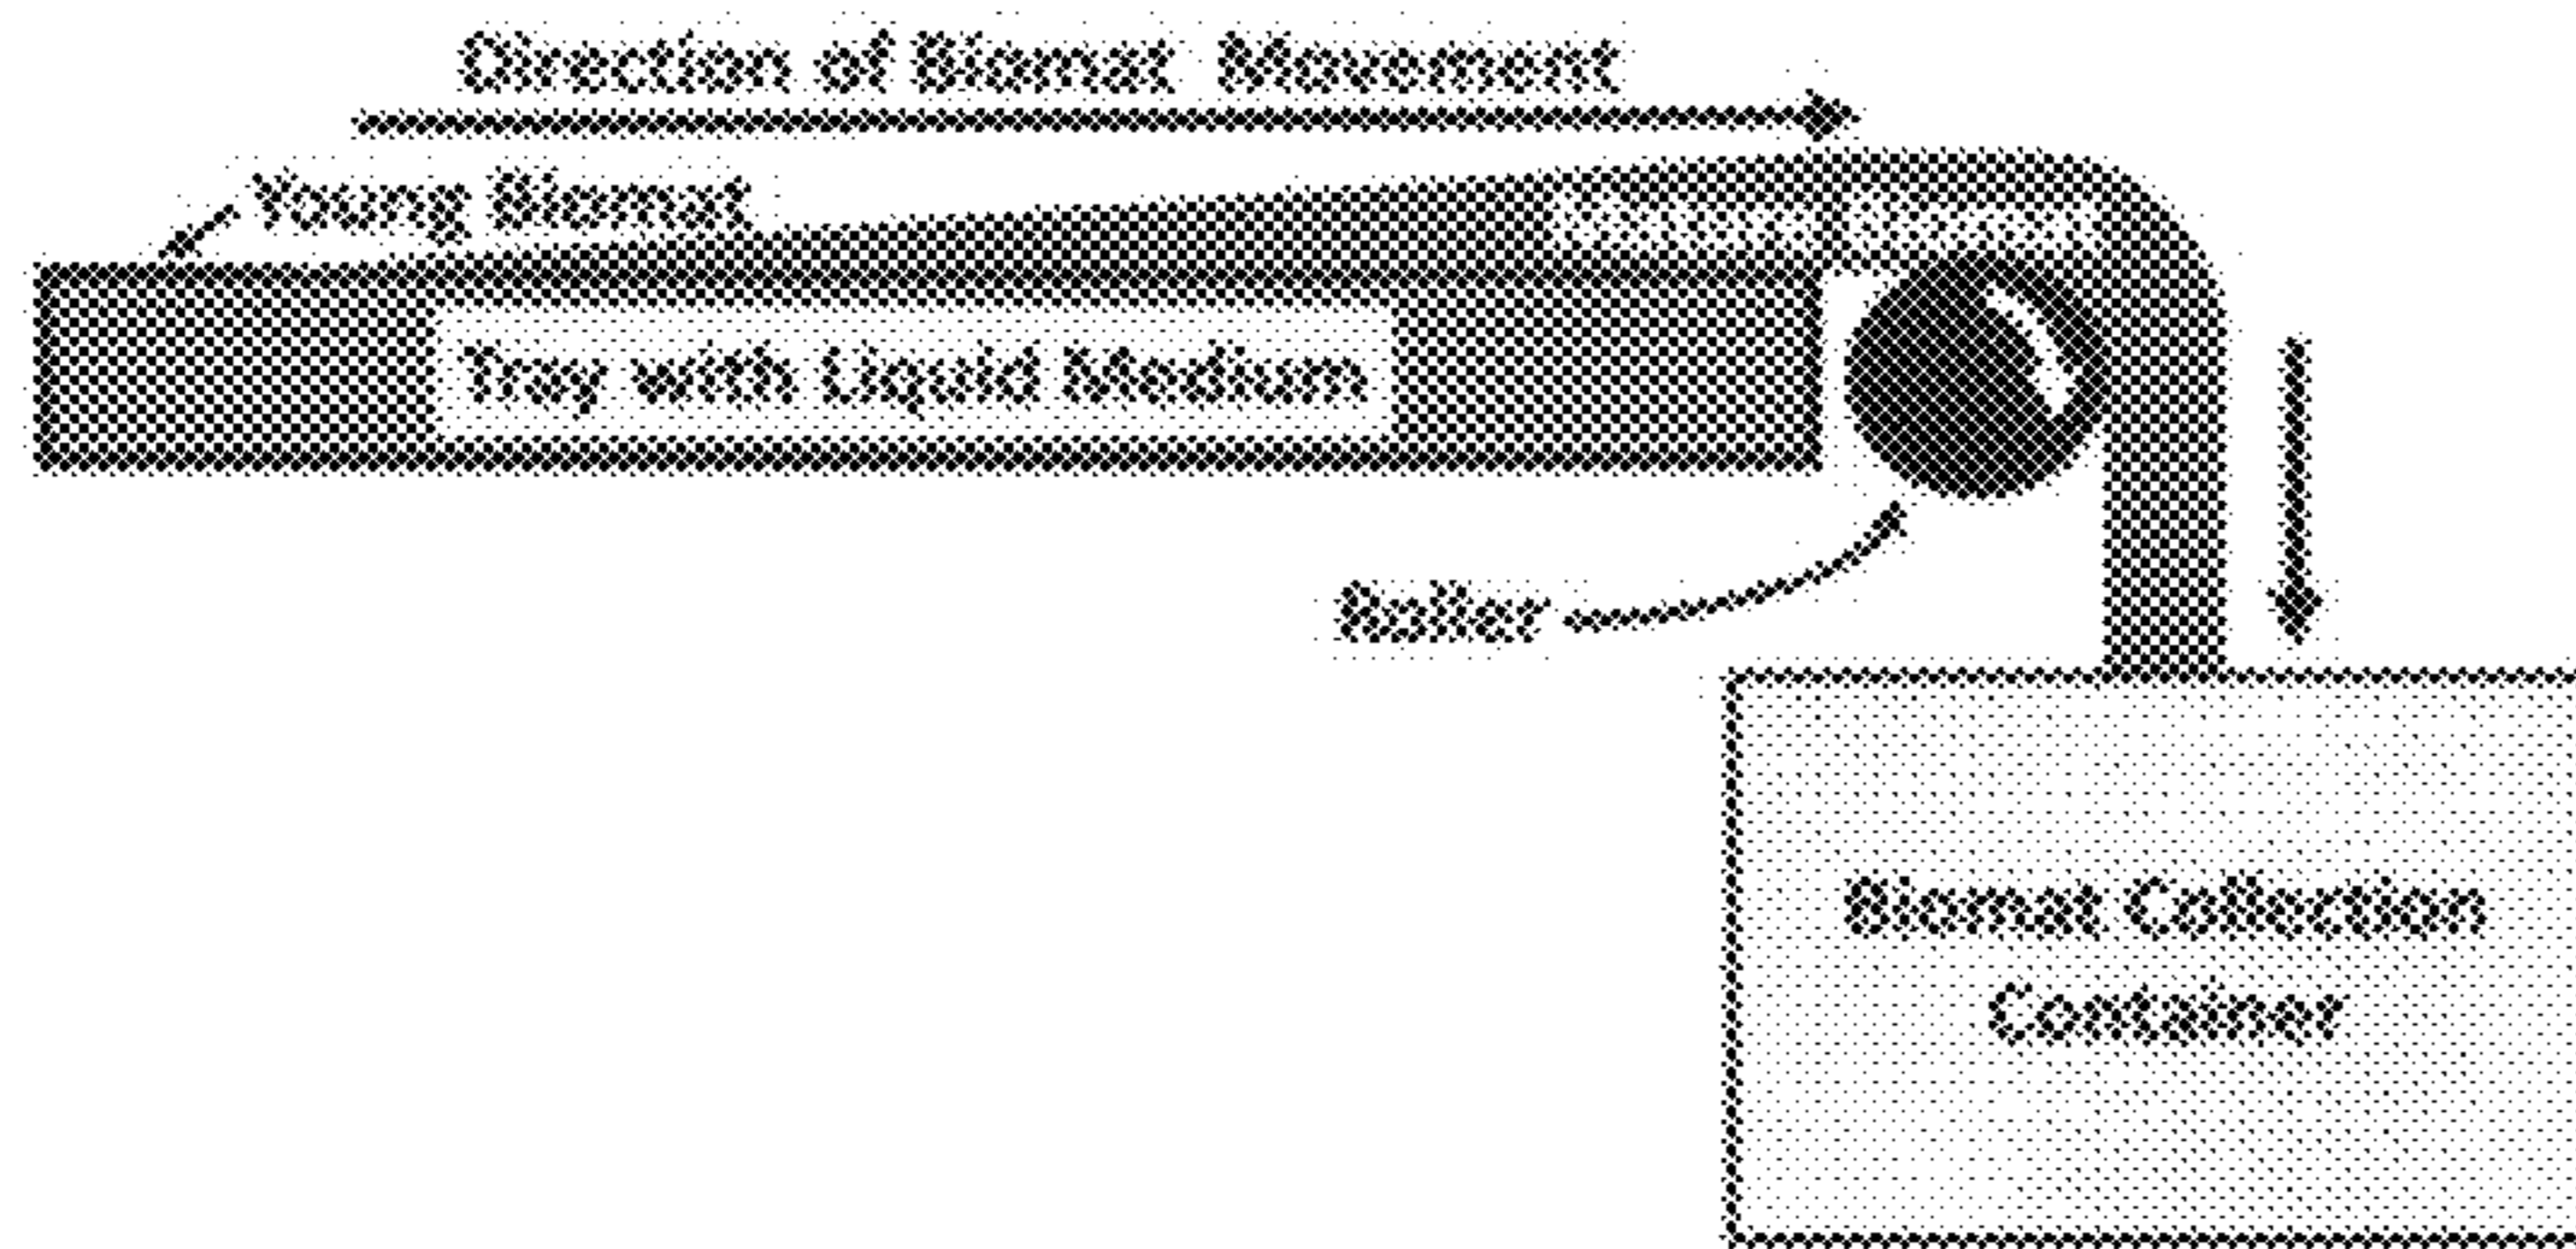 Direction of Biomat Movement
Young Biomat
Tray with Liquid Medium
Roller
Biomat Collection
Container